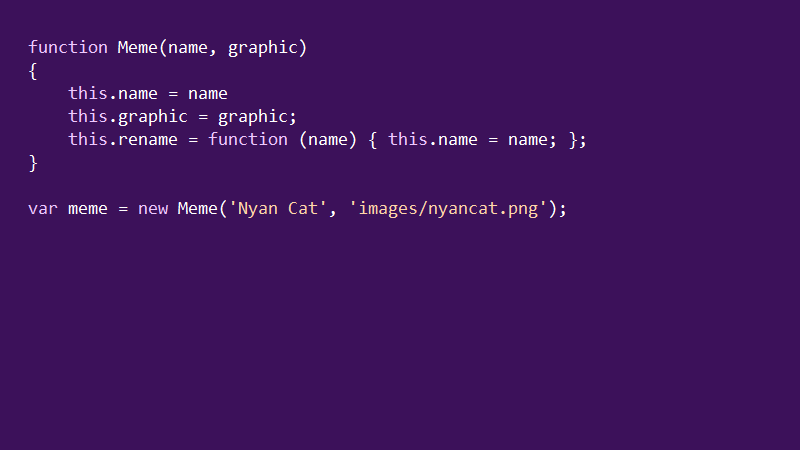 function Meme(name, graphic)
{
    this.name = name
    this.graphic = graphic;
    this.rename = function (name) { this.name = name; };
}
var meme = new Meme('Nyan Cat', 'images/nyancat.png');